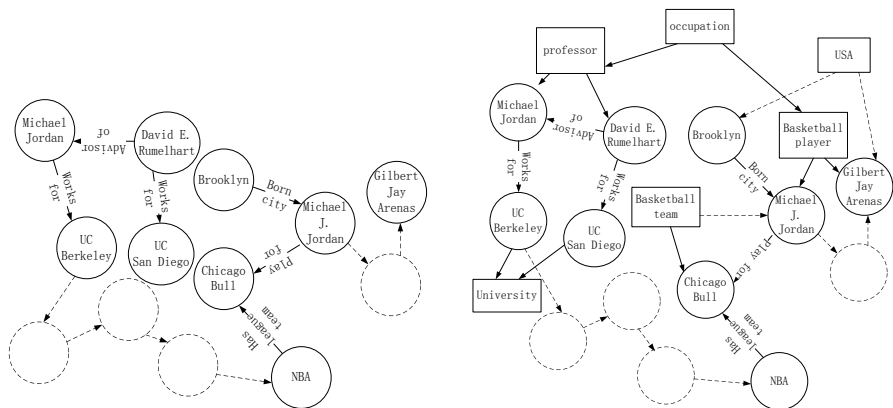 Michael
Jordan
Advisor
of
David E.
Rumelhart
Works
for
Works
for
Brooklyn
Born
city
Gilbert
Jay
Arenas
Michael
J.
Jordan
UC
Berkeley
UC
San Diego
Play
for
Chicago
Bull
Has
league
team
NBA
occupation
professor
USA
Michael
Jordan
Advisor
of
David E.
Rumelhart
Brooklyn
Basketball
player
Works
for
Works
for
Born
city
Gilbert
Jay
Arenas
Basketball
team
Michael
J.
Jordan
UC
Berkeley
UC
San Diego
Play for
University
Chicago
Bull
Has
league
team
NBA